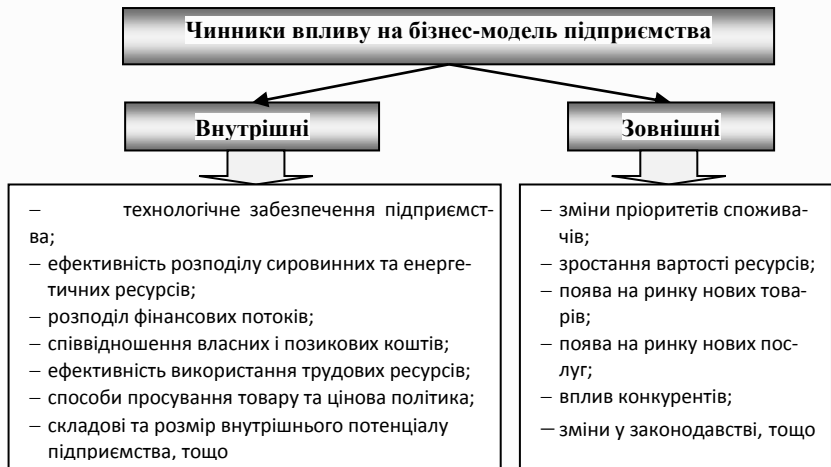 Чинники впливу на бізнес-модель підприємства
Внутрішні
Зовнішні
– технологічне забезпечення підприємст-
ва;
– ефективність розподілу сировинних та енерге-
тичних ресурсів;
– розподіл фінансових потоків;
– співвідношення власних і позикових коштів;
– ефективність використання трудових ресурсів;
– способи просування товару та цінова політика;
– складові та розмір внутрішнього потенціалу
підприємства, тощо
– зміни пріоритетів спожива-
чів;
– зростання вартості ресурсів;
– поява на ринку нових това-
рів;
– поява на ринку нових пос-
луг;
– вплив конкурентів;
– зміни у законодавстві, тощо